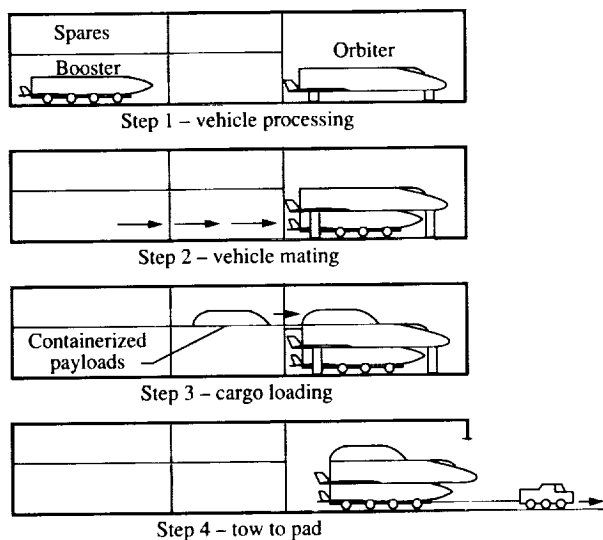 Spares
Booster
Orbiter
Step 1 – vehicle processing
Step 2 – vehicle mating
Containerized
payloads
Step 3 – cargo loading
Step 4 – tow to pad